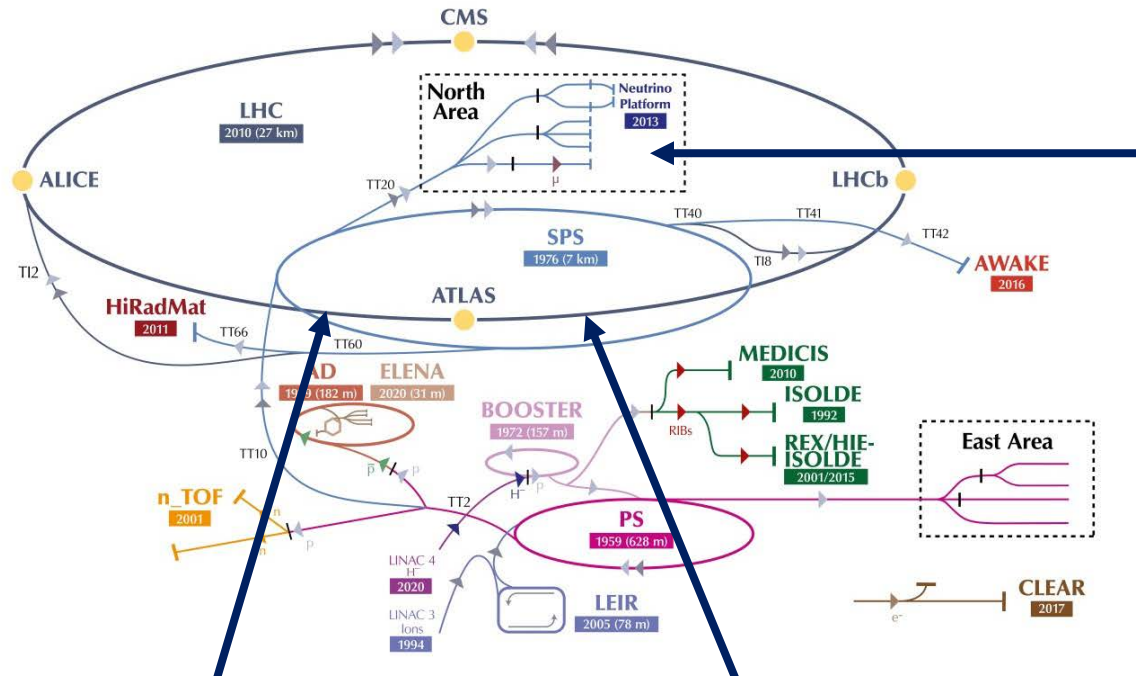 CMS
North
Area
Neutrino
Platform
2013
LHC
2010 (27 km)
ALICE
LHCb
μ
TT20
TT40
TT41
TT42
SPS
1976 (7 km)
TI8
AWAKE
2016
TI2
HiRadMat
2011
ATLAS
TT66
TT60
ELENA
2020 (31 m)
MEDICIS
2010
BOOSTER
1972 (157 m)
ISOLDE
1992
RIBs
REX/HIE-
ISOLDE
2001/2015
East Area
TT10
p̅
p
H⁻
p
TT2
n_TOF
2001
n
n
p
PS
1959 (628 m)
LINAC 4
H⁻
2020
LINAC 3
Ions
1994
LEIR
2005 (78 m)
CLEAR
2017
e⁻